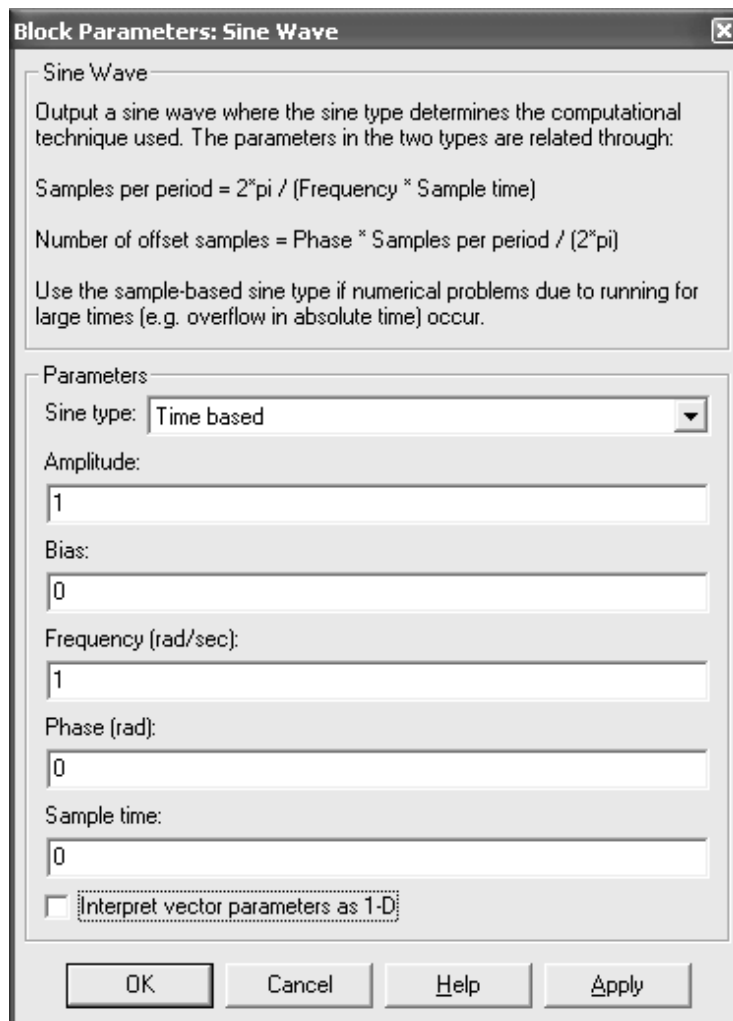 Block Parameters: Sine Wave
Sine Wave
Output a sine wave where the sine type determines the computational
technique used. The parameters in the two types are related through:
Samples per period = 2*pi / (Frequency * Sample time)
Number of offset samples = Phase * Samples per period / (2*pi)
Use the sample-based sine type if numerical problems due to running for
large times (e.g. overflow in absolute time) occur.
Parameters
Sine type: Time based
Amplitude:
1
Bias:
0
Frequency (rad/sec):
1
Phase (rad):
0
Sample time:
0
Interpret vector parameters as 1-D
OK Cancel Help Apply